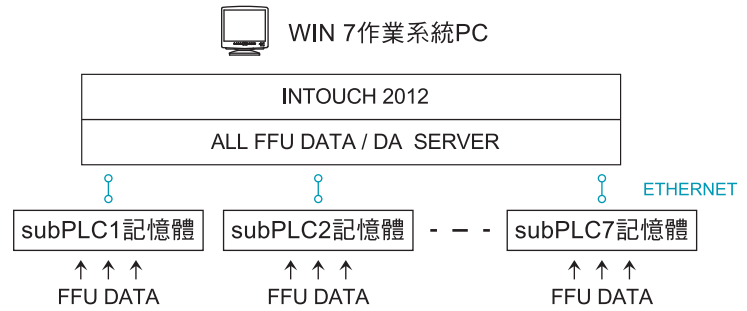 WIN 7作業系統PC
INTOUCH 2012
ALL FFU DATA / DA SERVER
ETHERNET
subPLC1記憶體 subPLC2記憶體 - - - subPLC7記憶體
FFU DATA FFU DATA FFU DATA